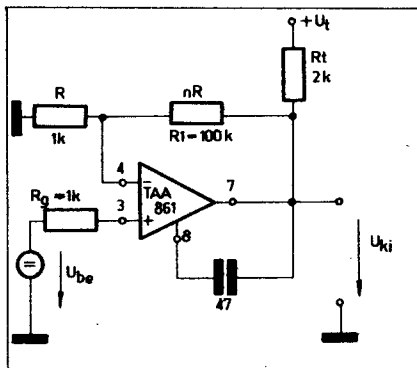 +Ut
Rt
2k
R
1k
nR
R1=100k
4
7
TAA
861
−
+
Rg≈1k
3
8
Ube
=
47
Uki